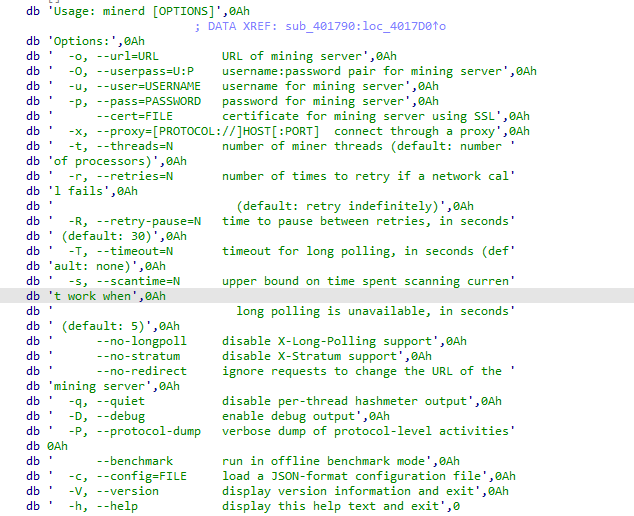 db 'Usage: minerd [OPTIONS]',0Ah
; DATA XREF: sub_401790:loc_4017D0↑o
db 'Options:',0Ah
db '  -o, --url=URL         URL of mining server',0Ah
db '  -O, --userpass=U:P    username:password pair for mining server',0Ah
db '  -u, --user=USERNAME   username for mining server',0Ah
db '  -p, --pass=PASSWORD   password for mining server',0Ah
db '      --cert=FILE       certificate for mining server using SSL',0Ah
db '  -x, --proxy=[PROTOCOL://]HOST[:PORT]  connect through a proxy',0Ah
db '  -t, --threads=N       number of miner threads (default: number '
db 'of processors)',0Ah
db '  -r, --retries=N       number of times to retry if a network cal'
db 'l fails',0Ah
db '                          (default: retry indefinitely)',0Ah
db '  -R, --retry-pause=N   time to pause between retries, in seconds'
db ' (default: 30)',0Ah
db '  -T, --timeout=N       timeout for long polling, in seconds (def'
db 'ault: none)',0Ah
db '  -s, --scantime=N      upper bound on time spent scanning curren'
db 't work when',0Ah
db '                          long polling is unavailable, in seconds'
db ' (default: 5)',0Ah
db '      --no-longpoll     disable X-Long-Polling support',0Ah
db '      --no-stratum      disable X-Stratum support',0Ah
db '      --no-redirect     ignore requests to change the URL of the '
db 'mining server',0Ah
db '  -q, --quiet           disable per-thread hashmeter output',0Ah
db '  -D, --debug           enable debug output',0Ah
db '  -P, --protocol-dump   verbose dump of protocol-level activities'
db 0Ah
db '      --benchmark       run in offline benchmark mode',0Ah
db '  -c, --config=FILE     load a JSON-format configuration file',0Ah
db '  -V, --version         display version information and exit',0Ah
db '  -h, --help            display this help text and exit',0